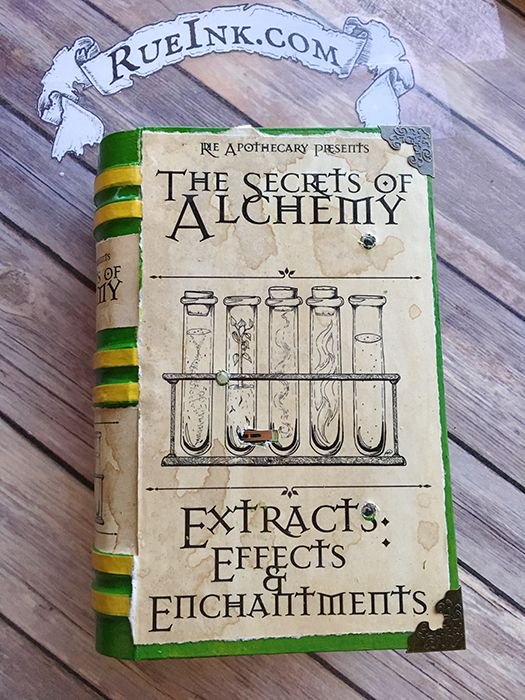 RueInk.com
Rue Apothecary Presents
The Secrets of
Alchemy
Extracts:
Effects
&
Enchantments